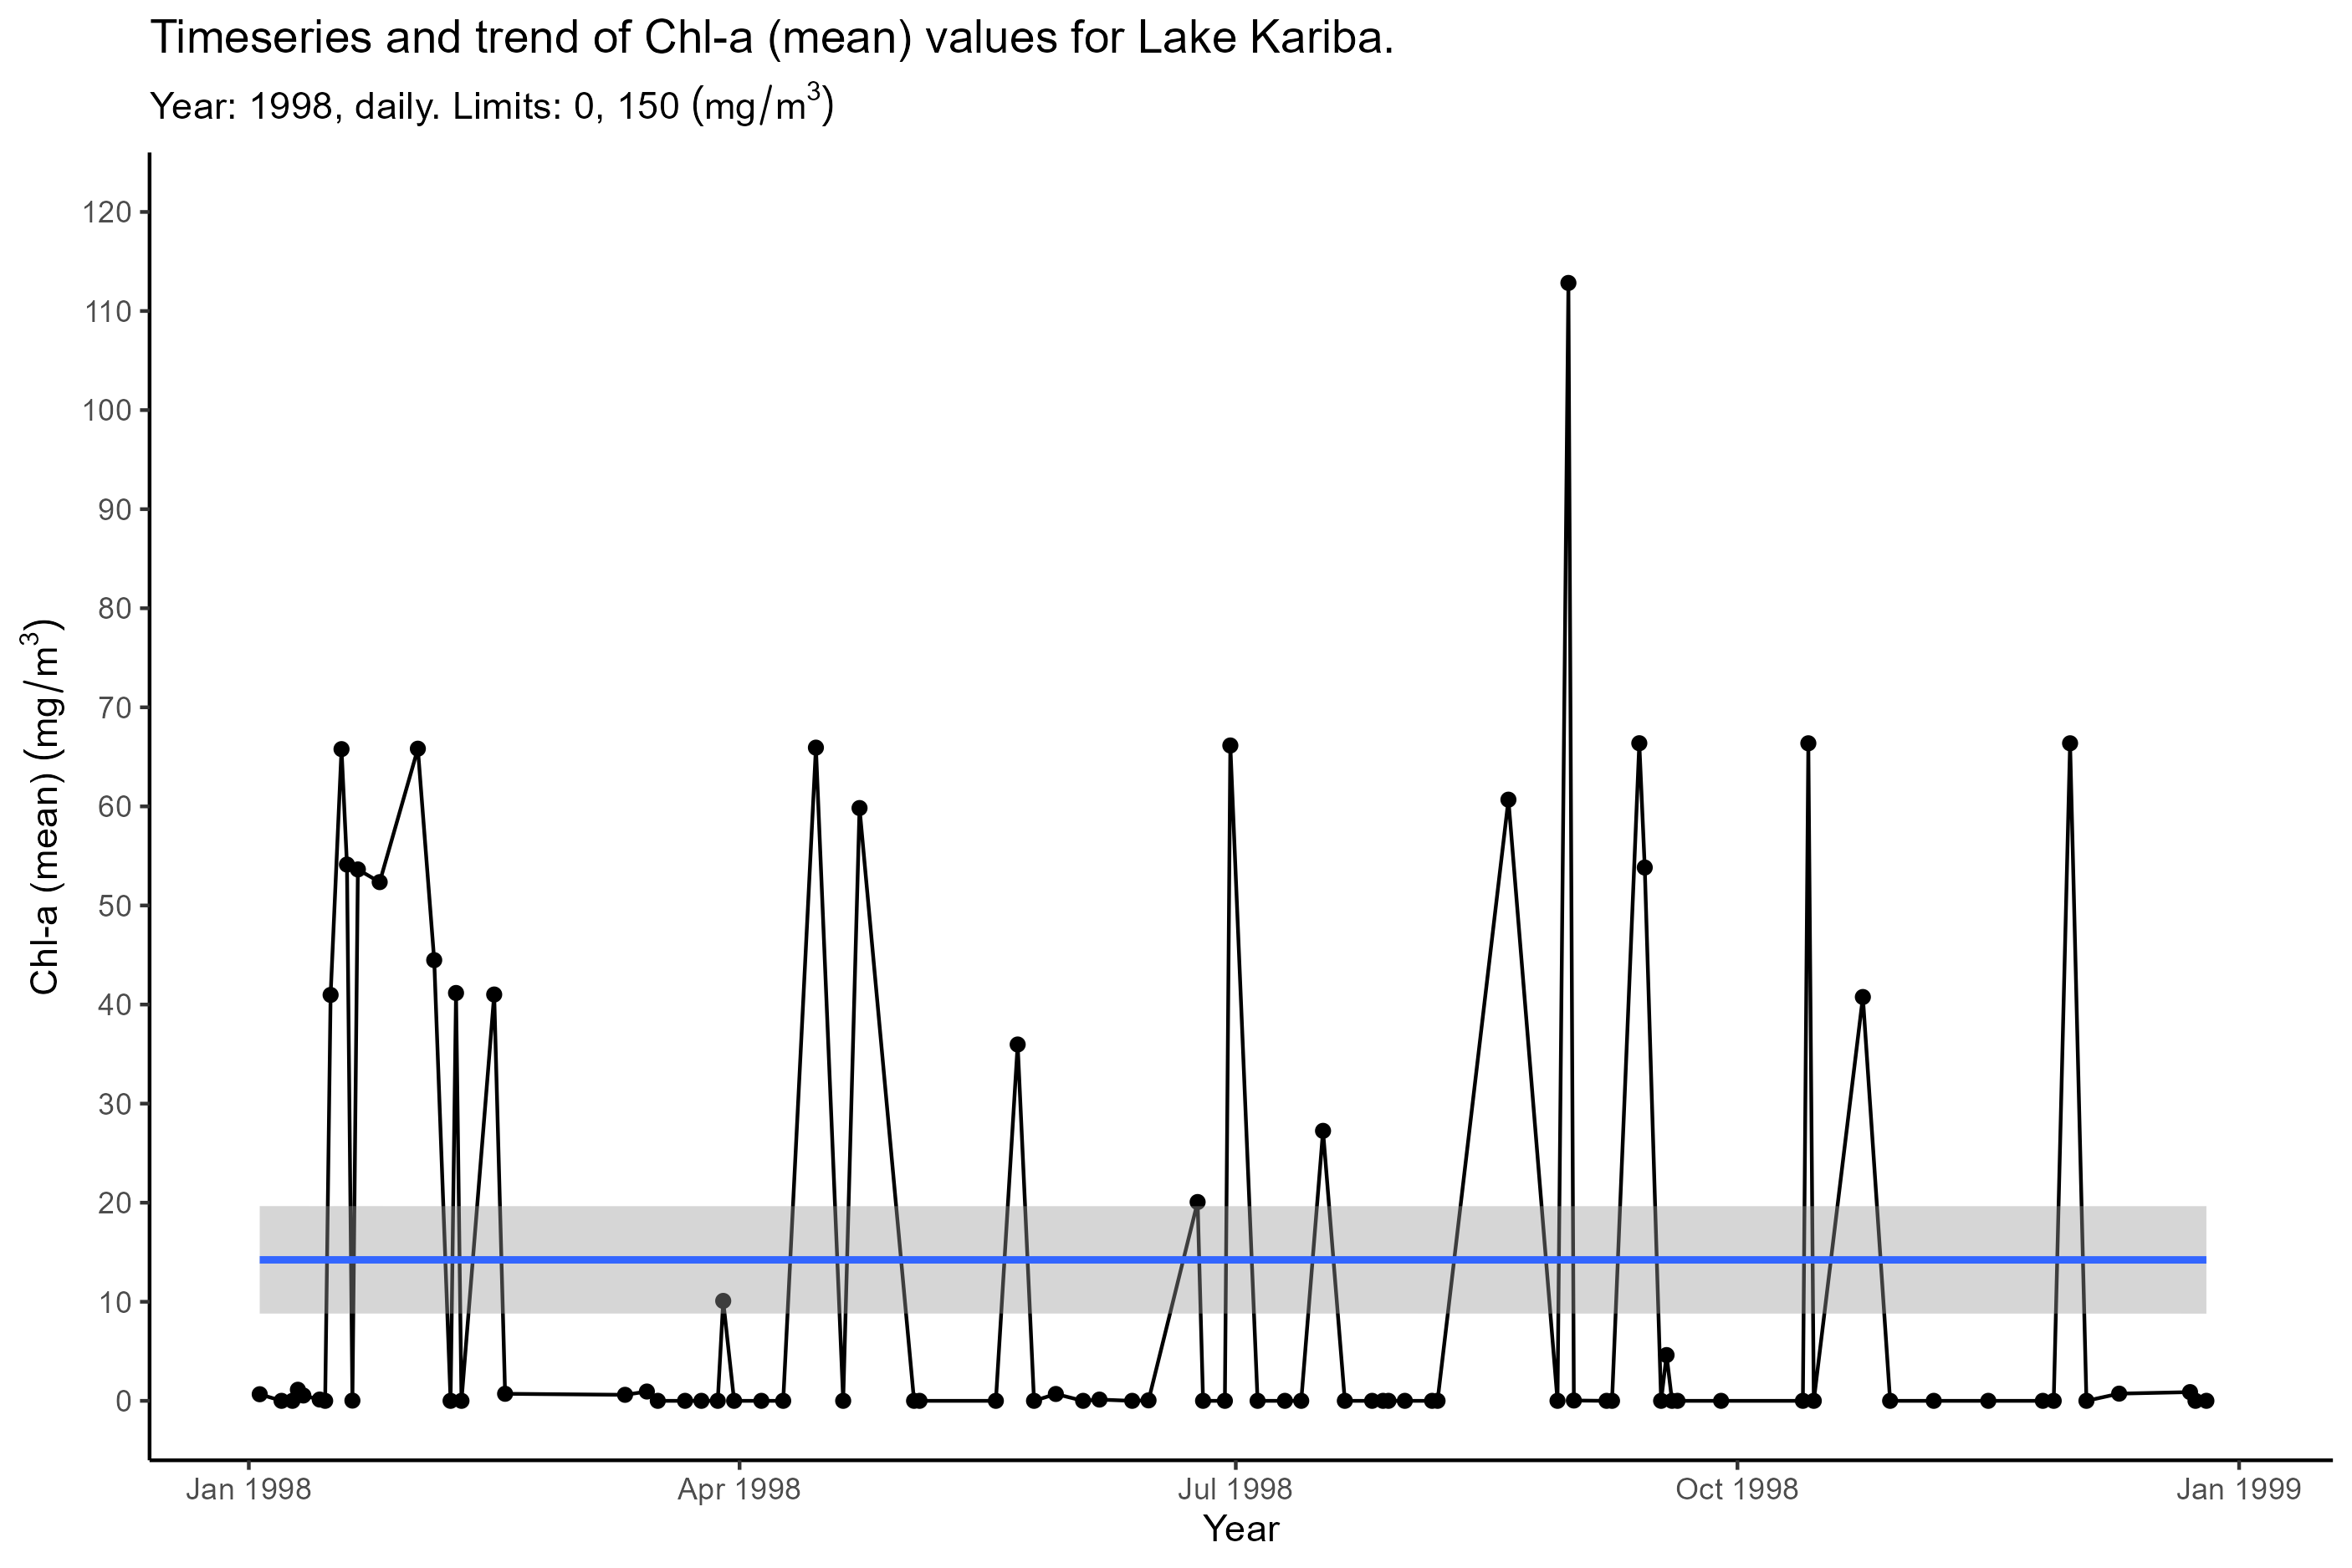 Timeseries and trend of Chl-a (mean) values for Lake Kariba.
Year: 1998, daily. Limits: 0, 150 (mg/m³)
Chl-a (mean) (mg/m³)
120
110
100
90
80
70
60
50
40
30
20
10
0
Jan 1998
Apr 1998
Jul 1998
Oct 1998
Jan 1999
Year